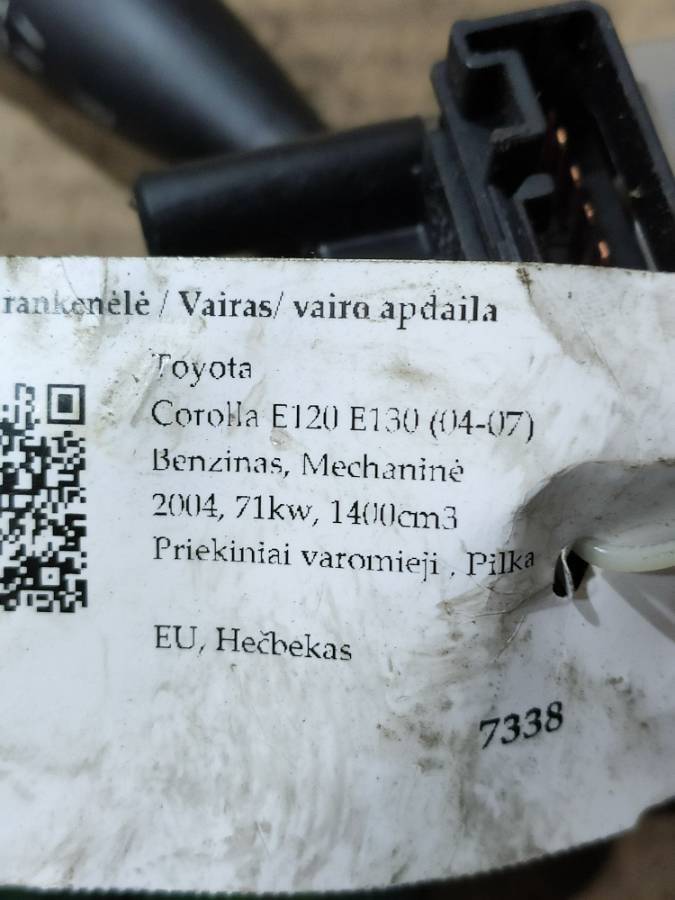 rankenėlė / Vairas/ vairo apdaila
Toyota
Corolla E120 E130 (04-07)
Benzinas, Mechaninė
2004, 71kw, 1400cm3
Priekiniai varomieji , Pilka
EU, Hečbekas
7338